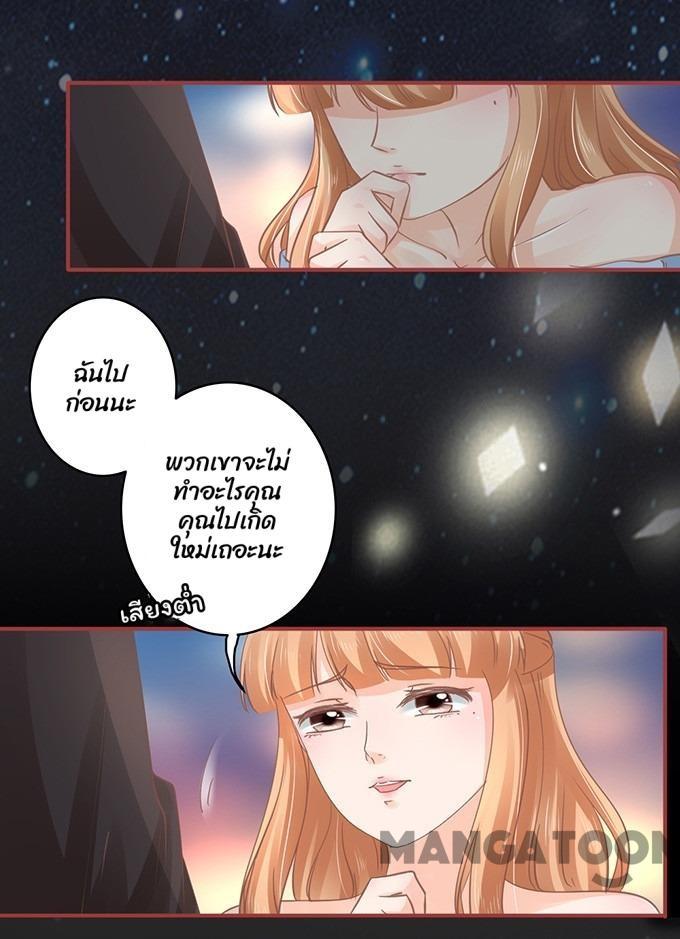 ฉันไป
ก่อนนะ
พวกเขาจะไม่
ทำอะไรคุณ
คุณไปเกิด
ใหม่เถอะนะ
เสียงต่ำ
MANGATOON